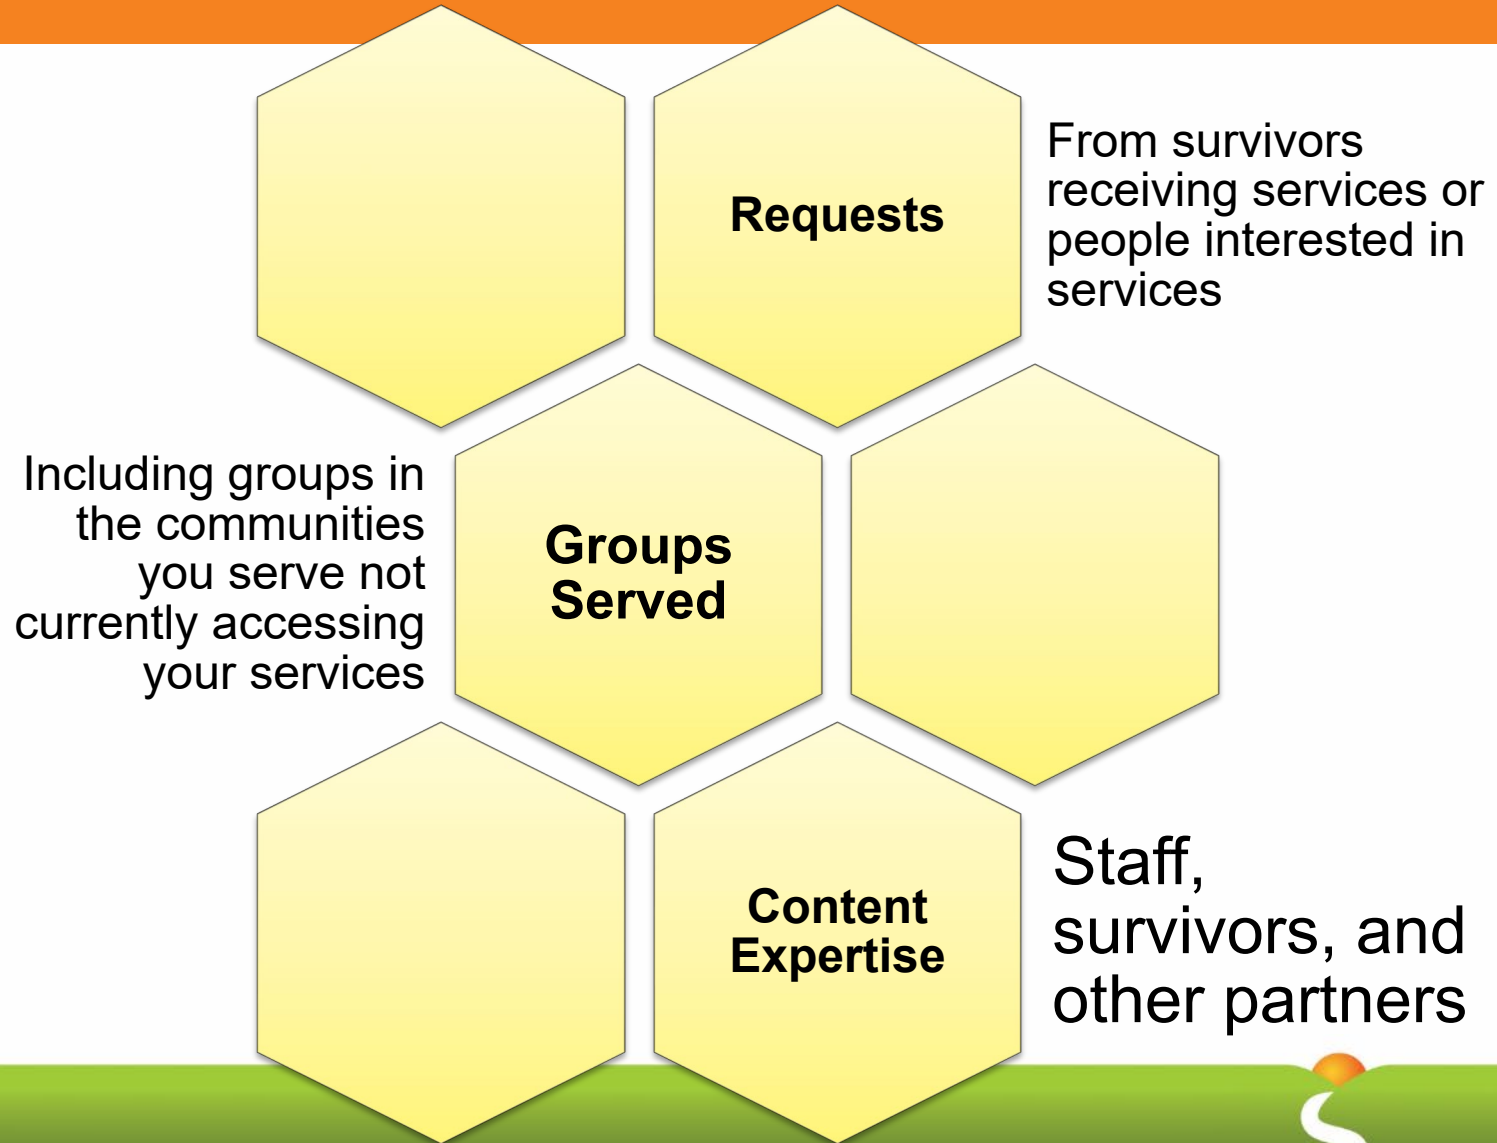 Requests
From survivors
receiving services or
people interested in
services
Including groups in
the communities
you serve not
currently accessing
your services
Groups
Served
Content
Expertise
Staff,
survivors, and
other partners